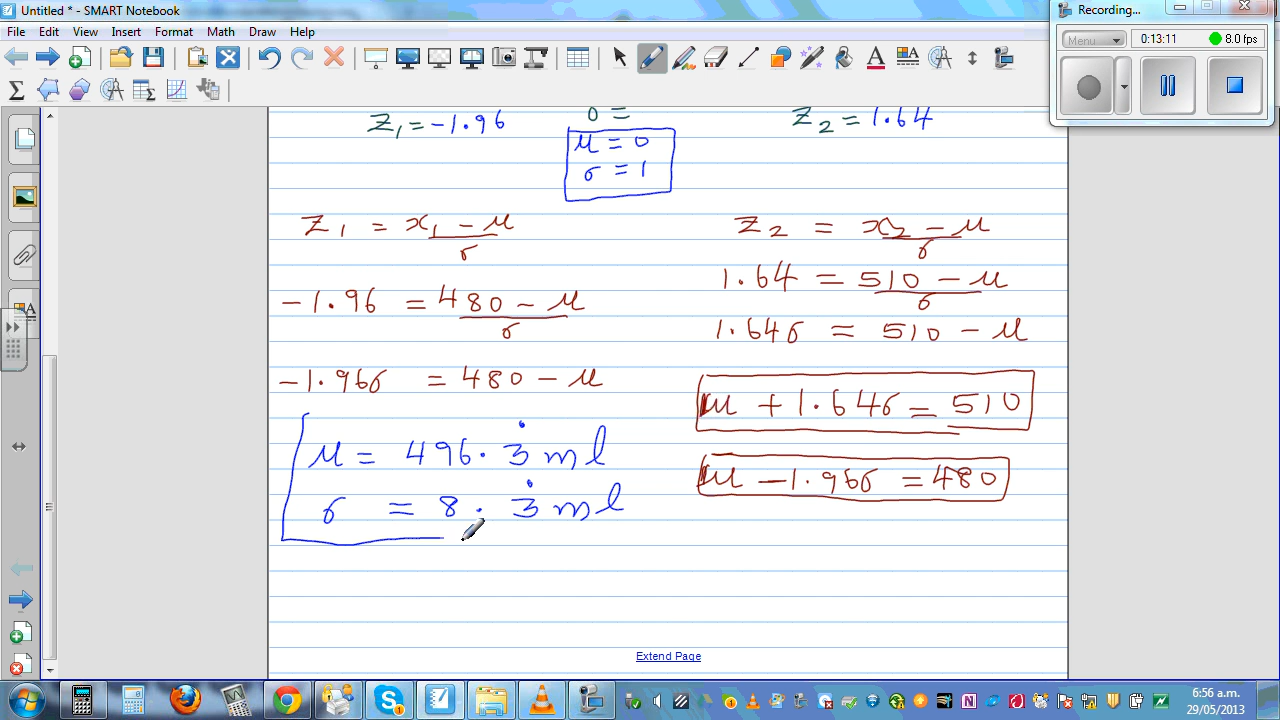 Untitled * - SMART Notebook
Recording...
File Edit View Insert Format Math Draw Help
Menu
0:13:11
8.0 fps
Z₁ = -1.96
0 =
Z₂ = 1.64
μ = 0
σ = 1
Z₁ = x₁ - μ
σ
Z₂ = x₂ - μ
σ
-1.96 = 480 - μ
σ
1.64 = 510 - μ
σ
1.64σ = 510 - μ
-1.96σ = 480 - μ
μ + 1.64σ = 510
μ = 496.3̇ ml
μ - 1.96σ = 480
σ = 8.3̇ ml
Extend Page
6:56 a.m.
29/05/2013